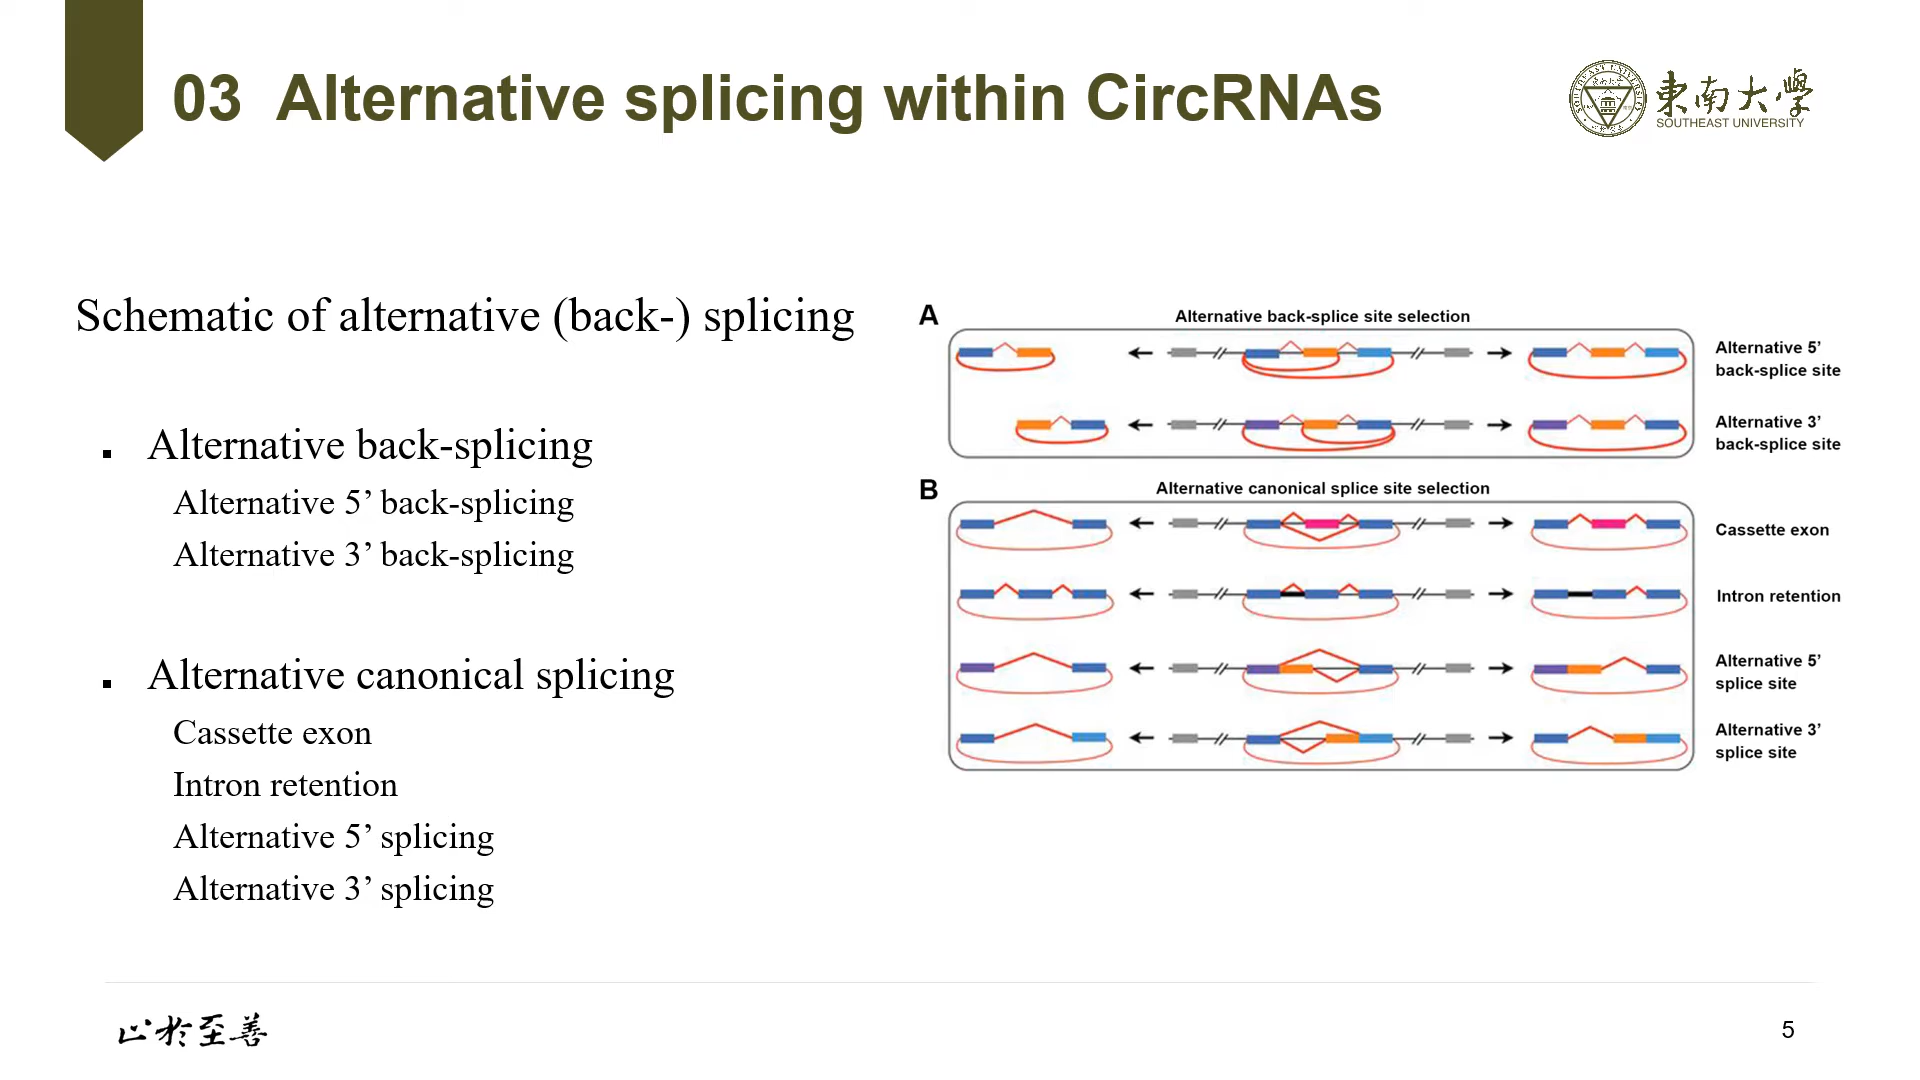 03 Alternative splicing within CircRNAs
東南大學
SOUTHEAST UNIVERSITY
Schematic of alternative (back-) splicing
▪ Alternative back-splicing
Alternative 5’ back-splicing
Alternative 3’ back-splicing
▪ Alternative canonical splicing
Cassette exon
Intron retention
Alternative 5’ splicing
Alternative 3’ splicing
A
Alternative back-splice site selection
Alternative 5’
back-splice site
Alternative 3’
back-splice site
B
Alternative canonical splice site selection
Cassette exon
Intron retention
Alternative 5’
splice site
Alternative 3’
splice site
止於至善
5